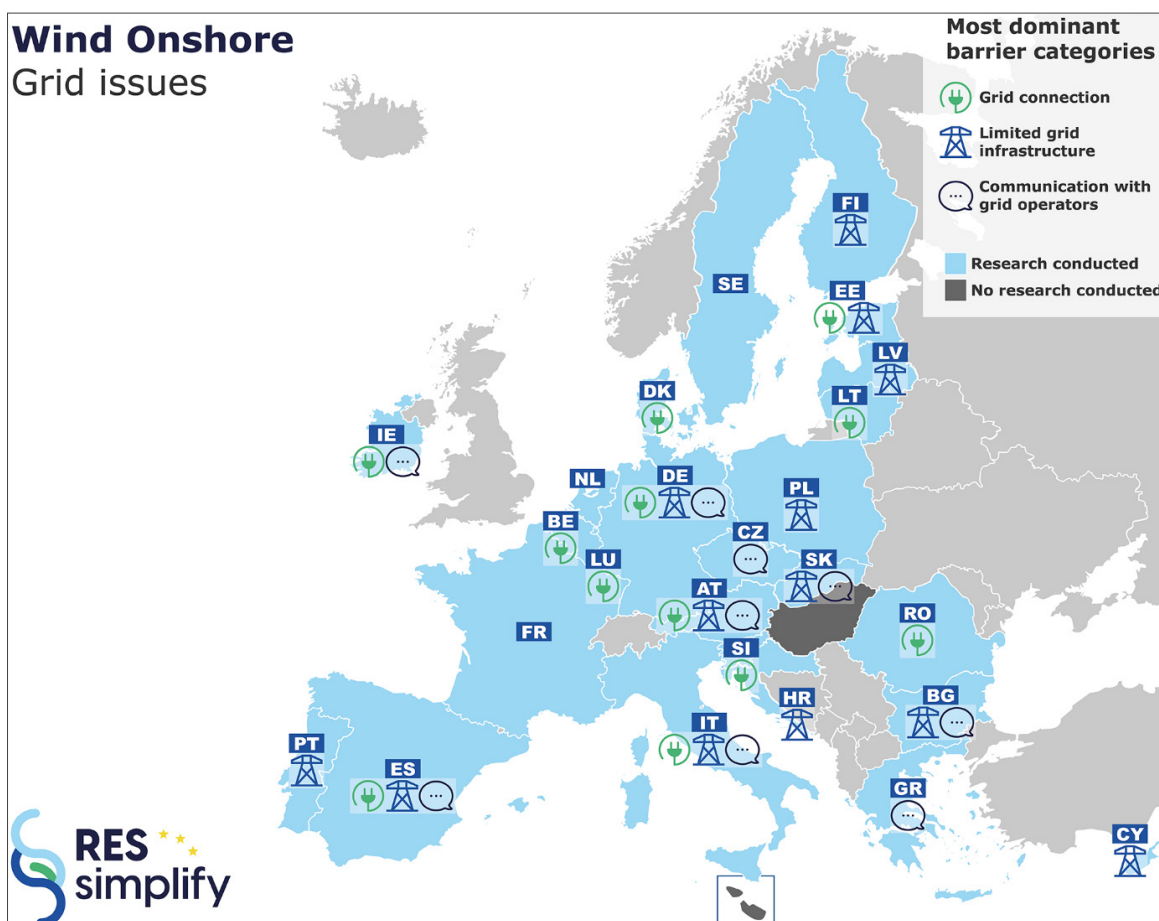 Wind Onshore
Grid issues
Most dominant
barrier categories
Grid connection
Limited grid
infrastructure
Communication with
grid operators
Research conducted
No research conducted
FI
SE
EE
LV
DK
LT
IE
NL
DE
PL
BE
CZ
LU
SK
AT
FR
RO
SI
HR
BG
IT
PT
ES
GR
CY
RES
simplify